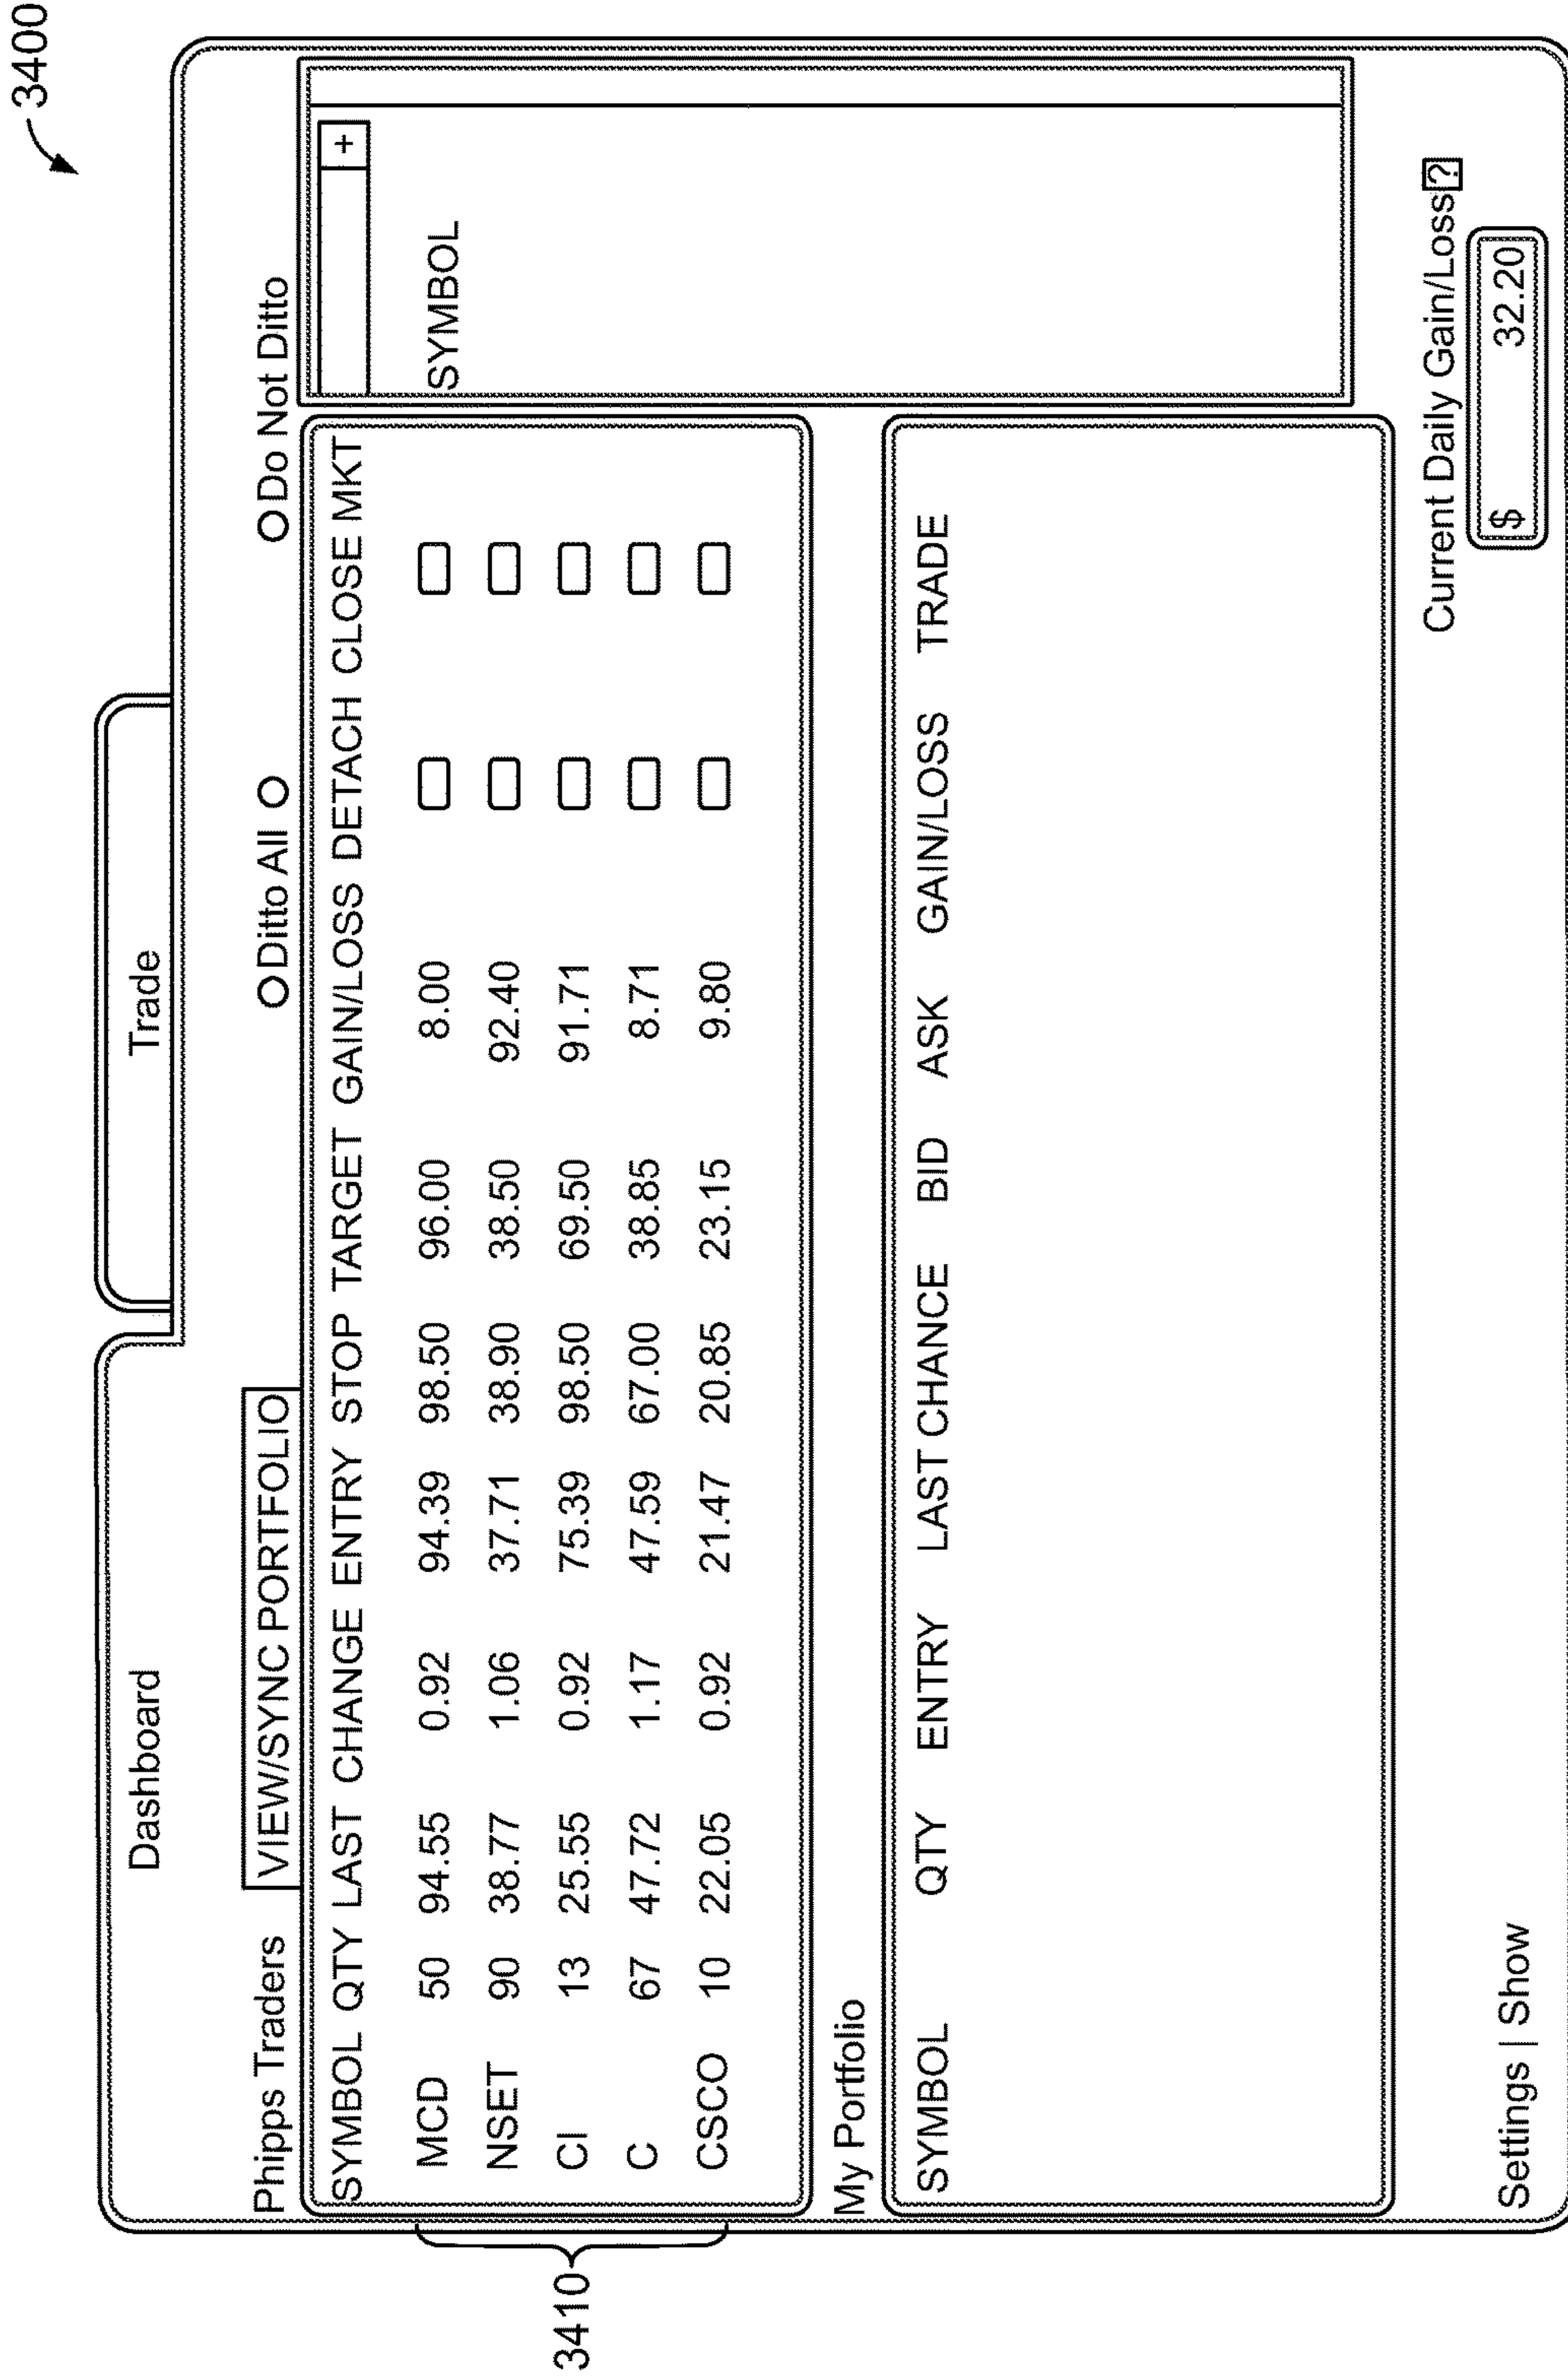 3400
Dashboard
Trade
Phipps Traders
VIEW/SYNC PORTFOLIO
Ditto All
Do Not Ditto
SYMBOL QTY LAST CHANGE ENTRY STOP TARGET GAIN/LOSS DETACH CLOSE MKT
MCD 50 94.55 0.92 94.39 98.50 96.00 8.00
NSET 90 38.77 1.06 37.71 38.90 38.50 92.40
CI 13 25.55 0.92 75.39 98.50 69.50 91.71
C 67 47.72 1.17 47.59 67.00 38.85 8.71
CSCO 10 22.05 0.92 21.47 20.85 23.15 9.80
3410
+
SYMBOL
My Portfolio
SYMBOL QTY ENTRY LAST CHANCE BID ASK GAIN/LOSS TRADE
Current Daily Gain/Loss ?
$ 32.20
Settings | Show